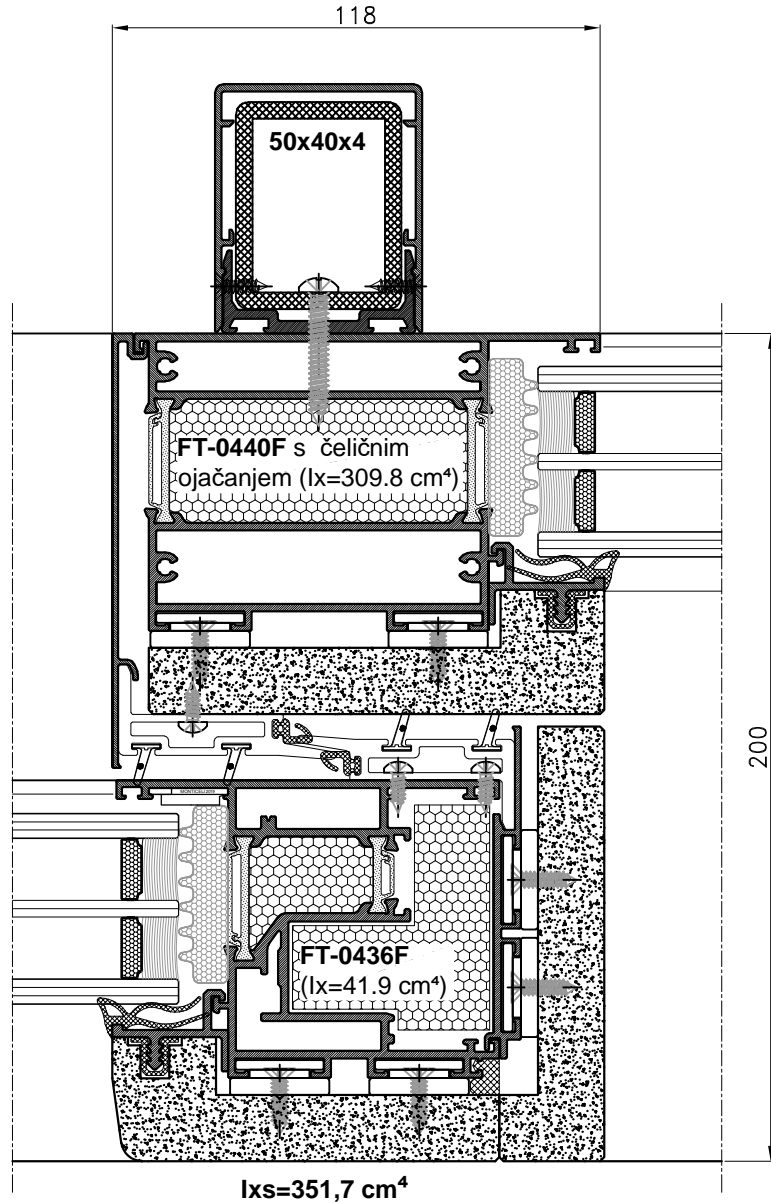 118
50x40x4
FT-0440F s čeličnim
ojačanjem (Ix=309.8 cm⁴)
200
MONTICELLI2000
FT-0436F
(Ix=41.9 cm⁴)
Ixs=351,7 cm⁴